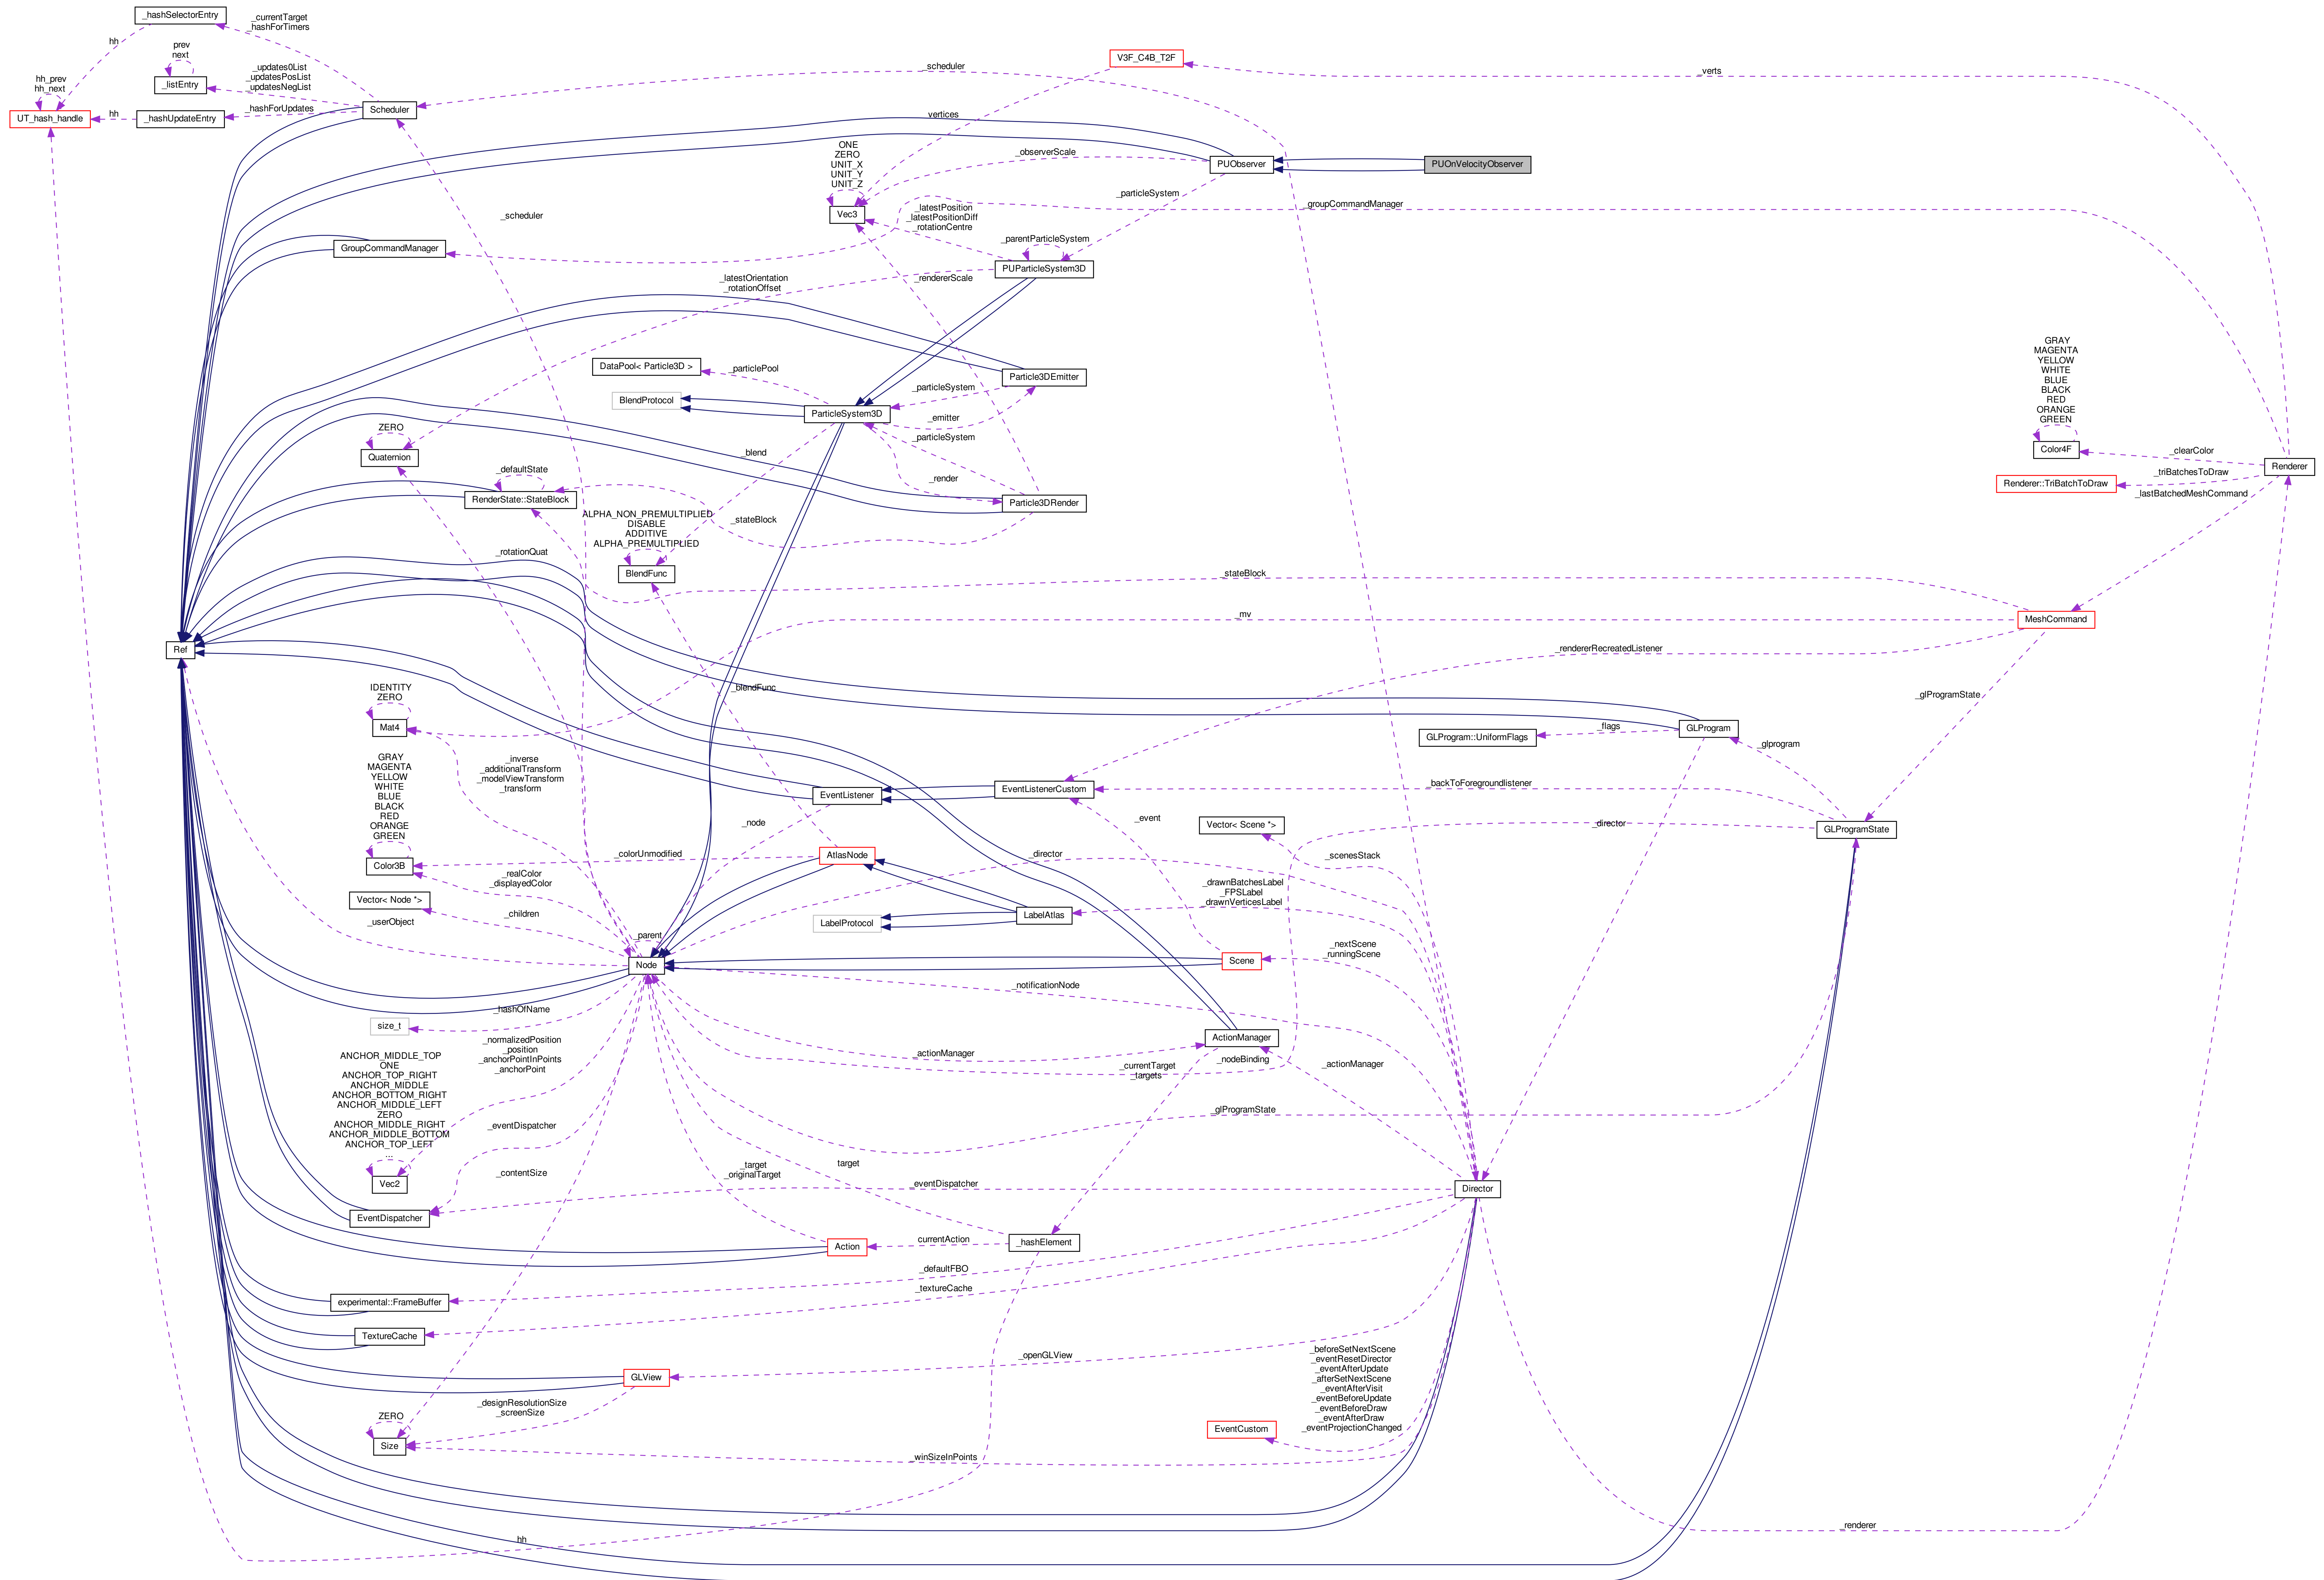 _hashSelectorEntry
_currentTarget
_hashForTimers
hh
prev
next
_listEntry
_updates0List
_updatesPosList
_updatesNegList
hh_prev
hh_next
UT_hash_handle
hh
_hashUpdateEntry
_hashForUpdates
Scheduler
_scheduler
V3F_C4B_T2F
_verts
vertices
ONE
ZERO
UNIT_X
UNIT_Y
UNIT_Z
Vec3
_observerScale
PUObserver
PUOnVelocityObserver
_particleSystem
_scheduler
_latestPosition
_latestPositionDiff
_rotationCentre
_groupCommandManager
GroupCommandManager
_parentParticleSystem
PUParticleSystem3D
_latestOrientation
_rotationOffset
_rendererScale
DataPool< Particle3D >
_particlePool
Particle3DEmitter
BlendProtocol
ParticleSystem3D
_particleSystem
_emitter
GRAY
MAGENTA
YELLOW
WHITE
BLUE
BLACK
RED
ORANGE
GREEN
Color4F
_clearColor
Renderer
Renderer::TriBatchToDraw
_triBatchesToDraw
_lastBatchedMeshCommand
ZERO
Quaternion
_blend
_particleSystem
_defaultState
RenderState::StateBlock
_render
Particle3DRender
ALPHA_NON_PREMULTIPLIED
DISABLE
ADDITIVE
ALPHA_PREMULTIPLIED
_stateBlock
BlendFunc
_rotationQuat
_stateBlock
_mv
MeshCommand
Ref
_rendererRecreatedListener
_glProgramState
IDENTITY
ZERO
Mat4
_blendFunc
GLProgram
_flags
GLProgram::UniformFlags
_glprogram
GRAY
MAGENTA
YELLOW
WHITE
BLUE
BLACK
RED
ORANGE
GREEN
Color3B
_inverse
_additionalTransform
_modelViewTransform
_transform
EventListener
EventListenerCustom
_backToForegroundlistener
_node
_event
Vector< Scene *>
_director
GLProgramState
_colorUnmodified
AtlasNode
_director
_scenesStack
_realColor
_displayedColor
Vector< Node *>
_children
_userObject
LabelProtocol
LabelAtlas
_drawnBatchesLabel
_FPSLabel
_drawnVerticesLabel
_parent
Node
Scene
_nextScene
_runningScene
_notificationNode
size_t
_hashOfName
ActionManager
_actionManager
_nodeBinding
_currentTarget
_targets
_actionManager
_normalizedPosition
_position
_anchorPointInPoints
_anchorPoint
ANCHOR_MIDDLE_TOP
ONE
ANCHOR_TOP_RIGHT
ANCHOR_MIDDLE
ANCHOR_BOTTOM_RIGHT
ANCHOR_MIDDLE_LEFT
ZERO
ANCHOR_MIDDLE_RIGHT
ANCHOR_MIDDLE_BOTTOM
ANCHOR_TOP_LEFT
...
Vec2
_glProgramState
_eventDispatcher
_contentSize
_target
_originalTarget
target
_eventDispatcher
Director
EventDispatcher
Action
currentAction
_hashElement
_defaultFBO
experimental::FrameBuffer
_textureCache
TextureCache
_openGLView
GLView
_designResolutionSize
_screenSize
ZERO
Size
_beforeSetNextScene
_eventResetDirector
_eventAfterUpdate
_afterSetNextScene
_eventAfterVisit
_eventBeforeUpdate
_eventBeforeDraw
_eventAfterDraw
_eventProjectionChanged
EventCustom
_winSizeInPoints
hh
_renderer